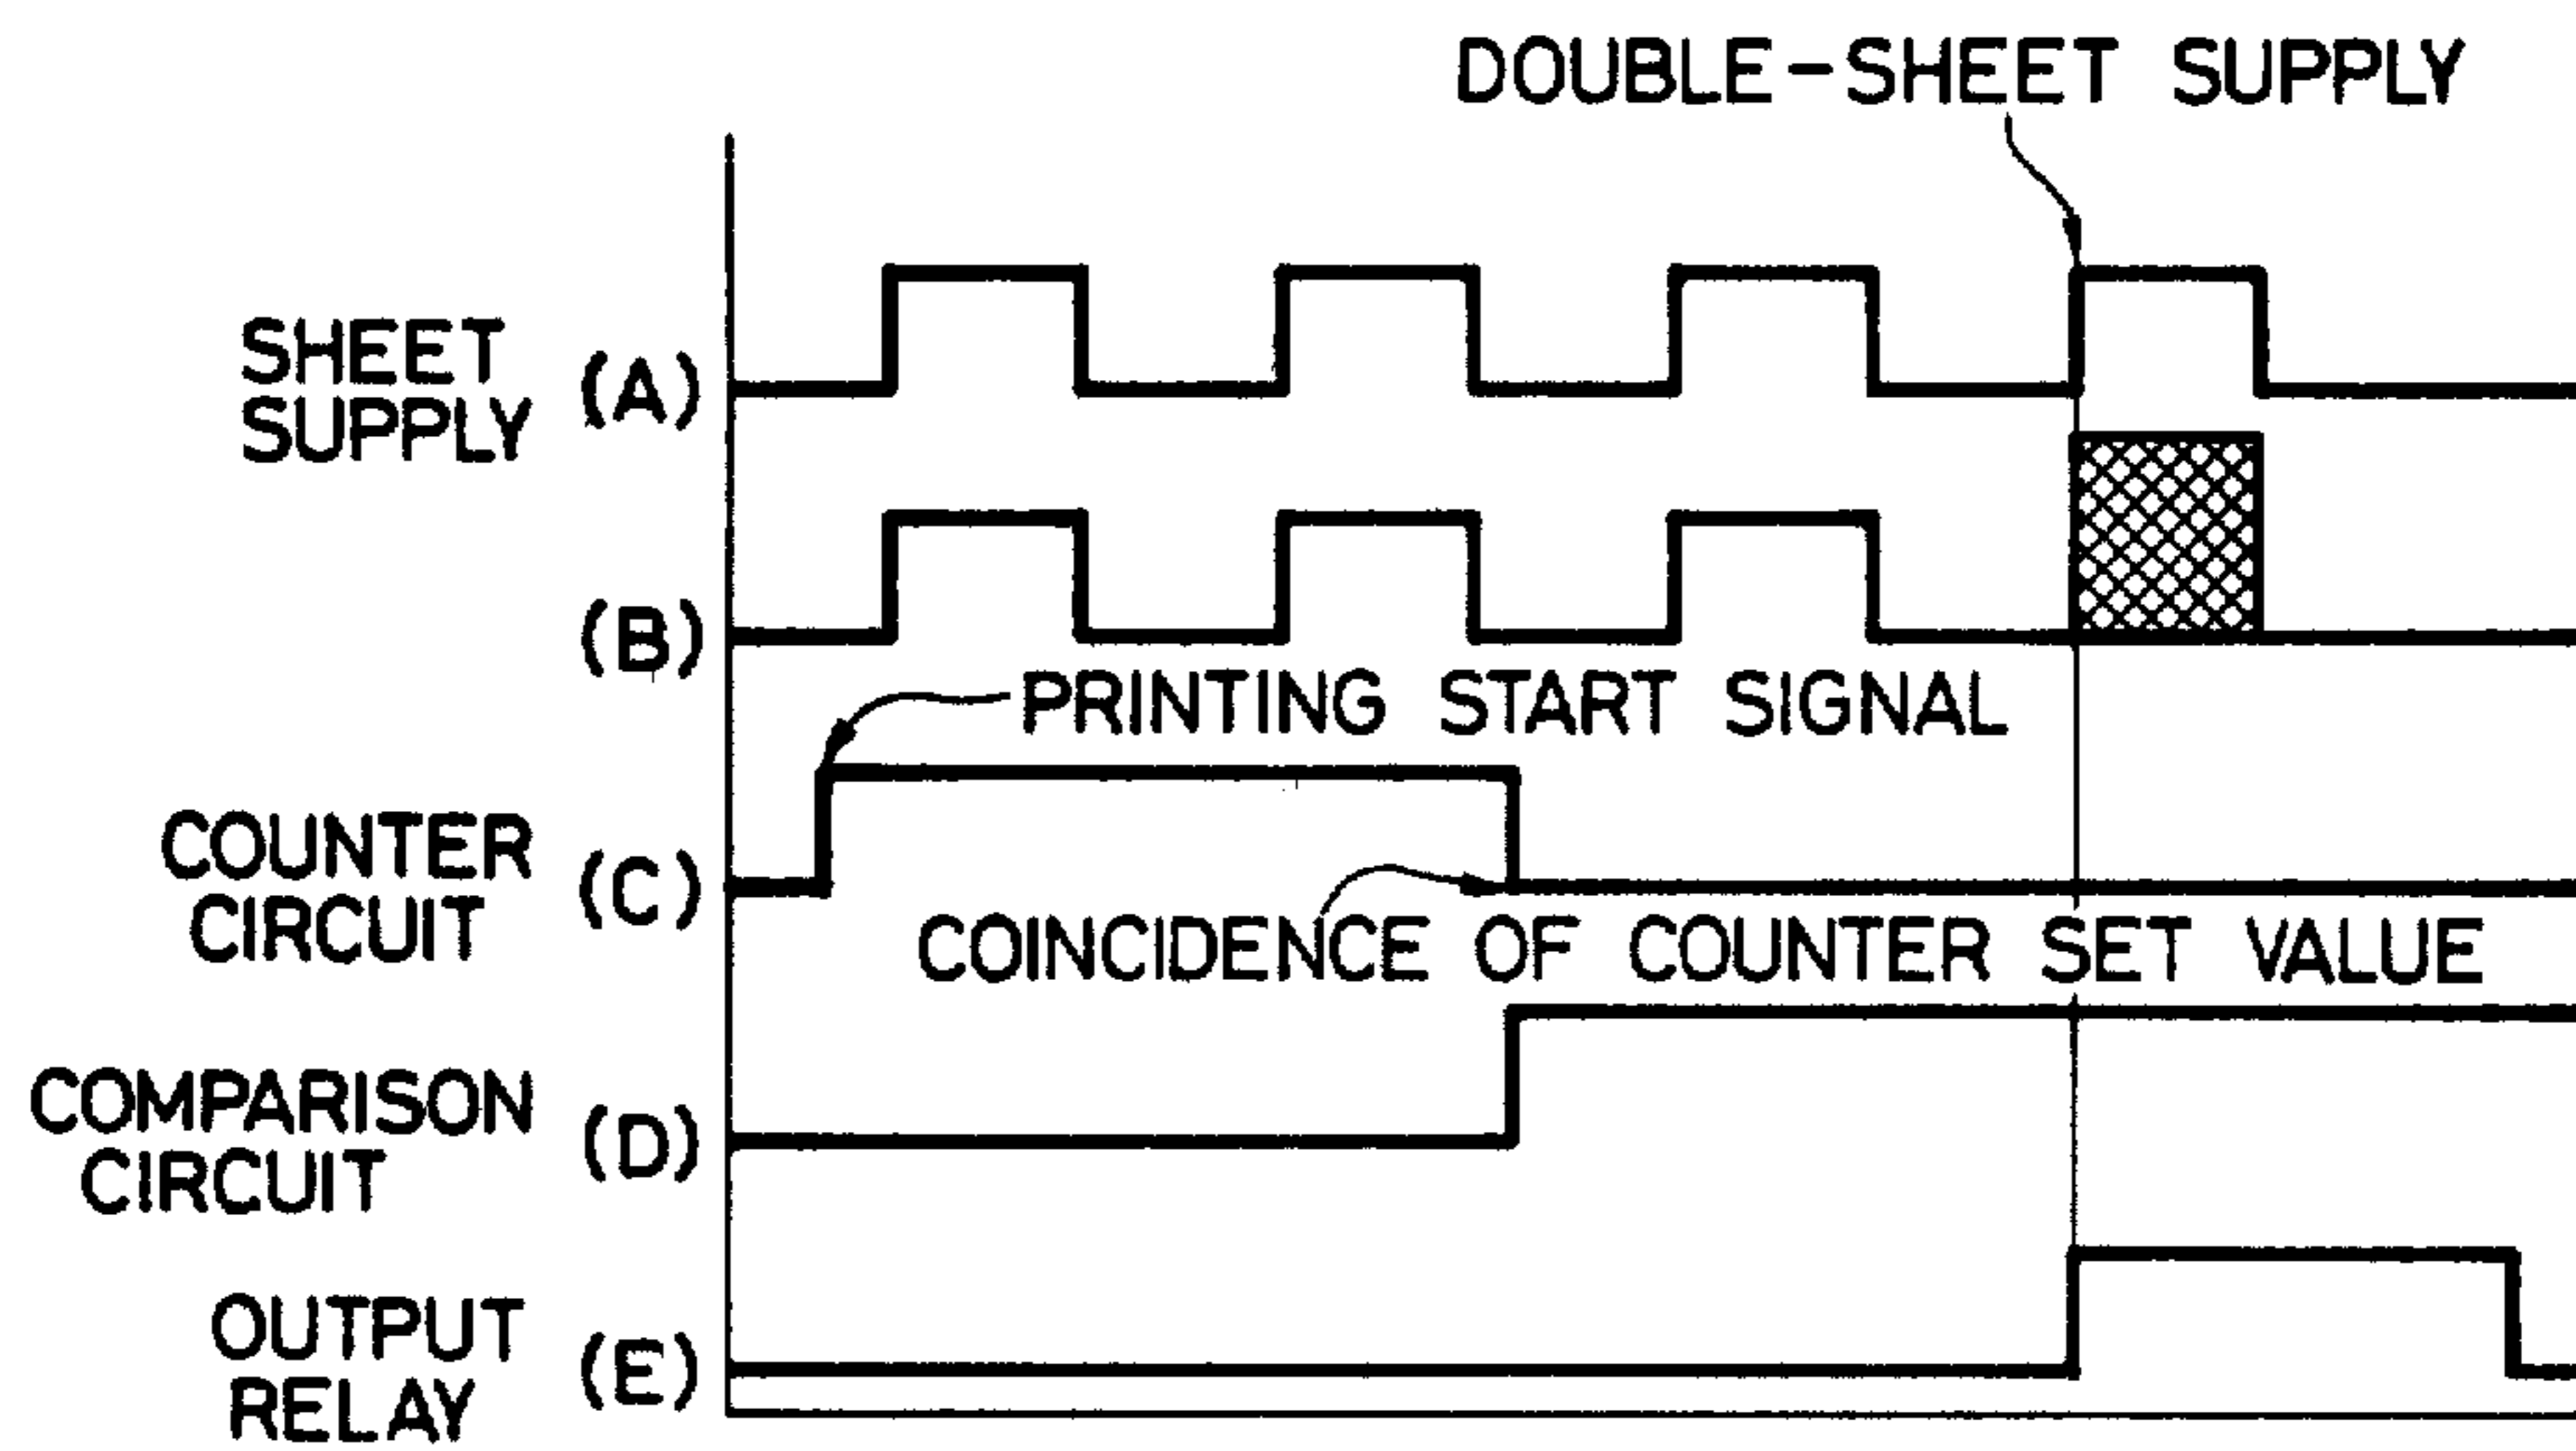 DOUBLE-SHEET SUPPLY
SHEET
SUPPLY
(A)
(B)
PRINTING START SIGNAL
COUNTER
CIRCUIT
(C)
COINCIDENCE OF COUNTER SET VALUE
COMPARISON
CIRCUIT
(D)
OUTPUT
RELAY
(E)